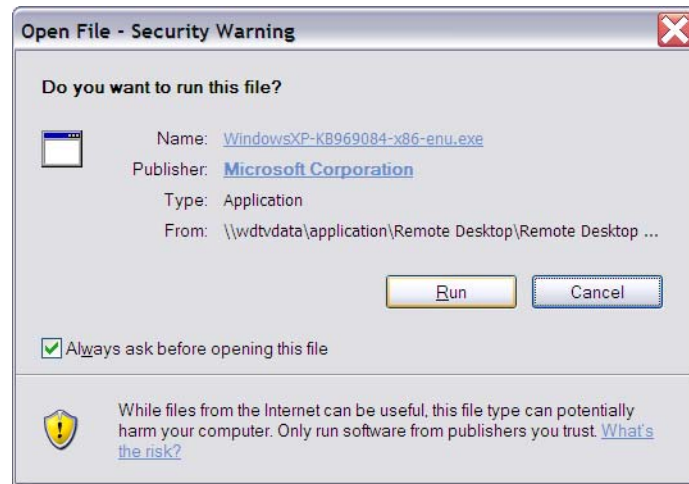 Open File - Security Warning
Do you want to run this file?
Name: WindowsXP-KB969084-x86-enu.exe
Publisher: Microsoft Corporation
Type: Application
From: \\wdtvdata\application\Remote Desktop\Remote Desktop ...
Run Cancel
Always ask before opening this file
While files from the Internet can be useful, this file type can potentially
harm your computer. Only run software from publishers you trust. What's
the risk?